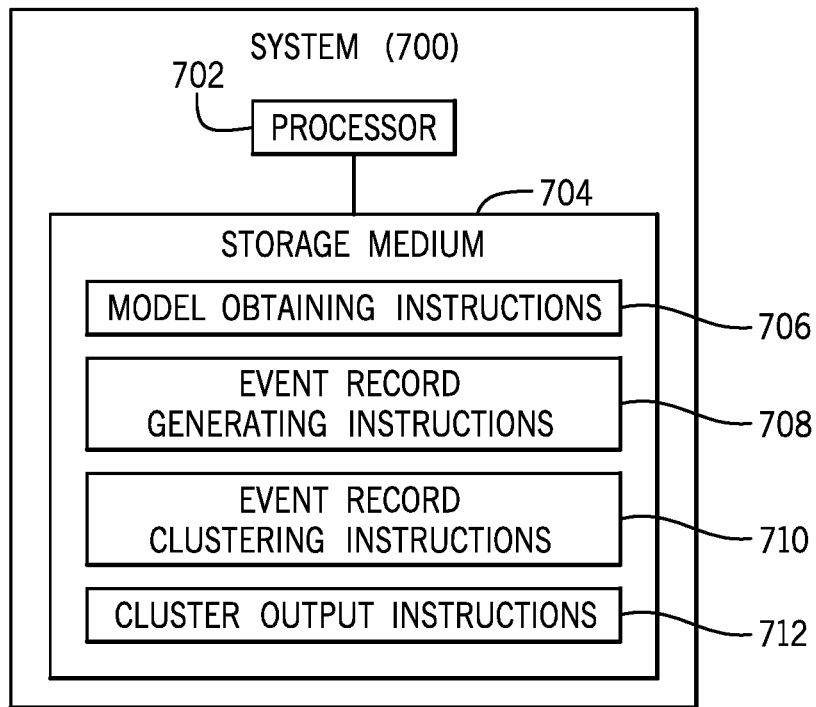 SYSTEM (700)
702
PROCESSOR
704
STORAGE MEDIUM
MODEL OBTAINING INSTRUCTIONS
706
EVENT RECORD
GENERATING INSTRUCTIONS
708
EVENT RECORD
CLUSTERING INSTRUCTIONS
710
CLUSTER OUTPUT INSTRUCTIONS
712